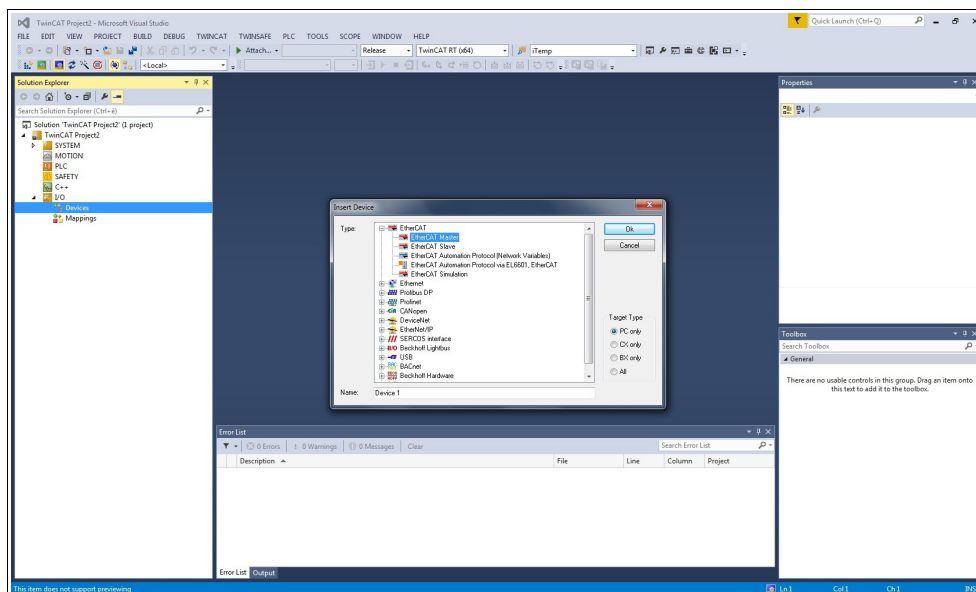 TwinCAT Project2 - Microsoft Visual Studio
Quick Launch (Ctrl+Q)
FILE EDIT VIEW PROJECT BUILD DEBUG TWINCAT TWINSAFE PLC TOOLS SCOPE WINDOW HELP
Attach... Release TwinCAT RT (x64) iTemp
<Local>
Solution Explorer
Search Solution Explorer (Ctrl+è)
Solution 'TwinCAT Project2' (1 project)
TwinCAT Project2
SYSTEM
MOTION
PLC
SAFETY
C++
I/O
Devices
Mappings
Insert Device
Type:
EtherCAT
EtherCAT Master
EtherCAT Slave
EtherCAT Automation Protocol (Network Variables)
EtherCAT Automation Protocol via EL6601, EtherCAT
EtherCAT Simulation
Ethernet
Profibus DP
Profinet
CANopen
DeviceNet
EtherNet/IP
SERCOS interface
Beckhoff Lightbus
USB
BACnet
Beckhoff Hardware
Ok
Cancel
Target Type
PC only
CX only
BX only
All
Name: Device 1
Properties
Toolbox
Search Toolbox
General
There are no usable controls in this group. Drag an item onto
this text to add it to the toolbox.
Error List
0 Errors 0 Warnings 0 Messages Clear
Search Error List
Description File Line Column Project
Error List Output
This item does not support previewing
Ln 1 Col 1 Ch 1 INS